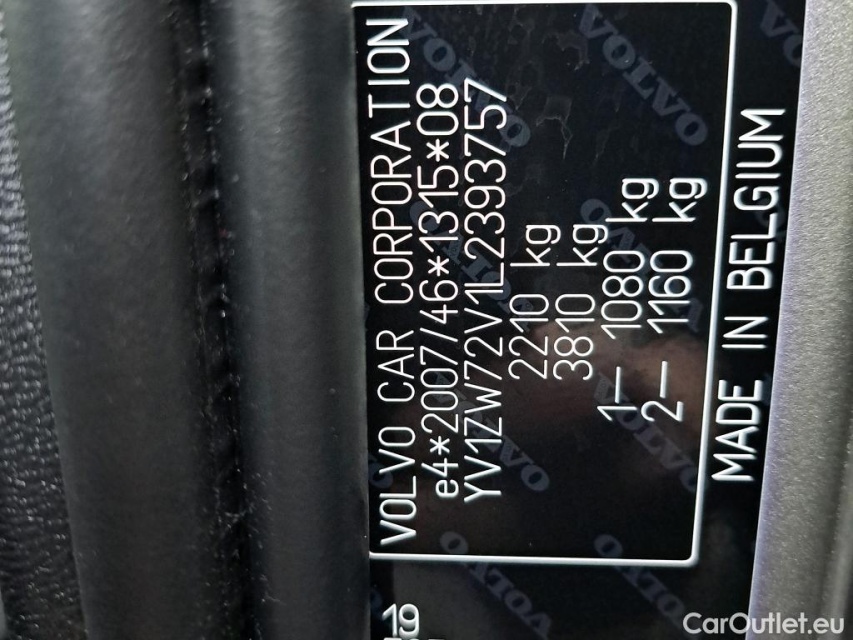 VOLVO CAR CORPORATION
e4*2007/46*1315*08
YV1ZW72V1L2393757
2210 kg
3810 kg
1– 1080 kg
2– 1160 kg
MADE IN BELGIUM
19
CarOutlet.eu